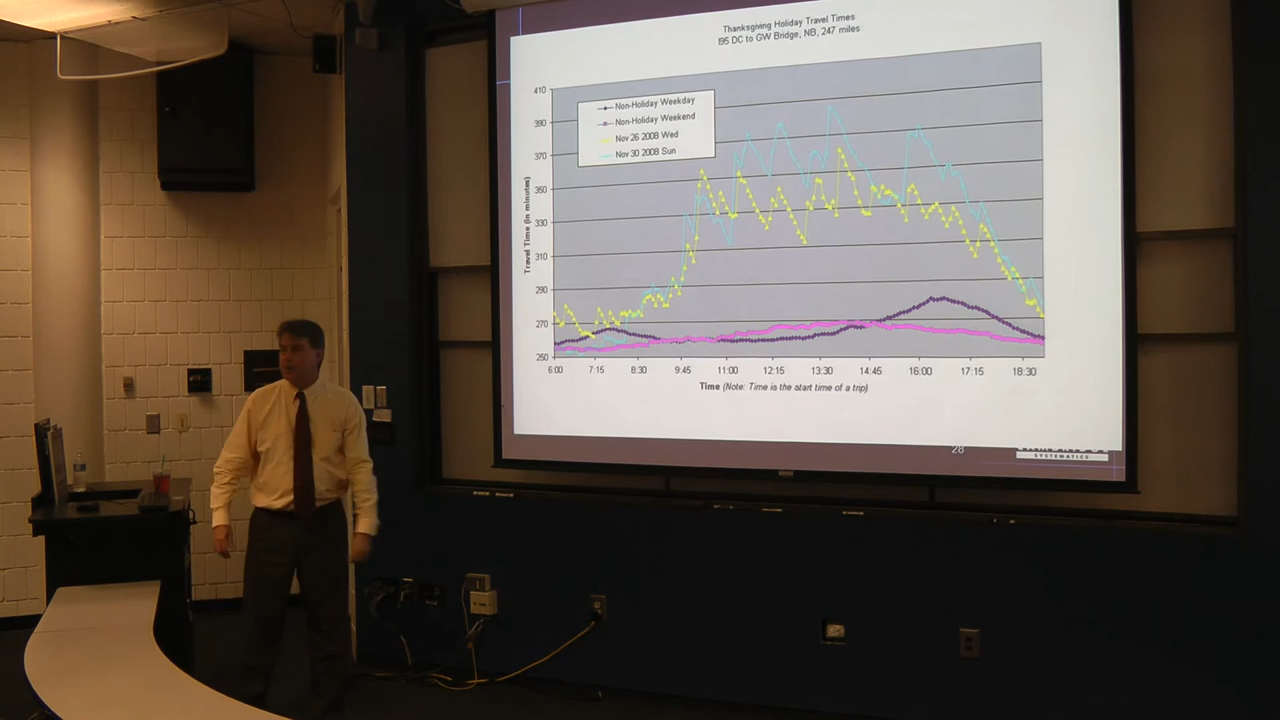 Thanksgiving Holiday Travel Times
I95 DC to GW Bridge, NB, 247 miles
410
390
370
350
330
310
290
270
250
Travel Time (in minutes)
Non-Holiday Weekday
Non-Holiday Weekend
Nov 26 2008 Wed
Nov 30 2008 Sun
6:00 7:15 8:30 9:45 11:00 12:15 13:30 14:45 16:00 17:15 18:30
Time (Note: Time is the start time of a trip)
28
CAMBRIDGE
SYSTEMATICS